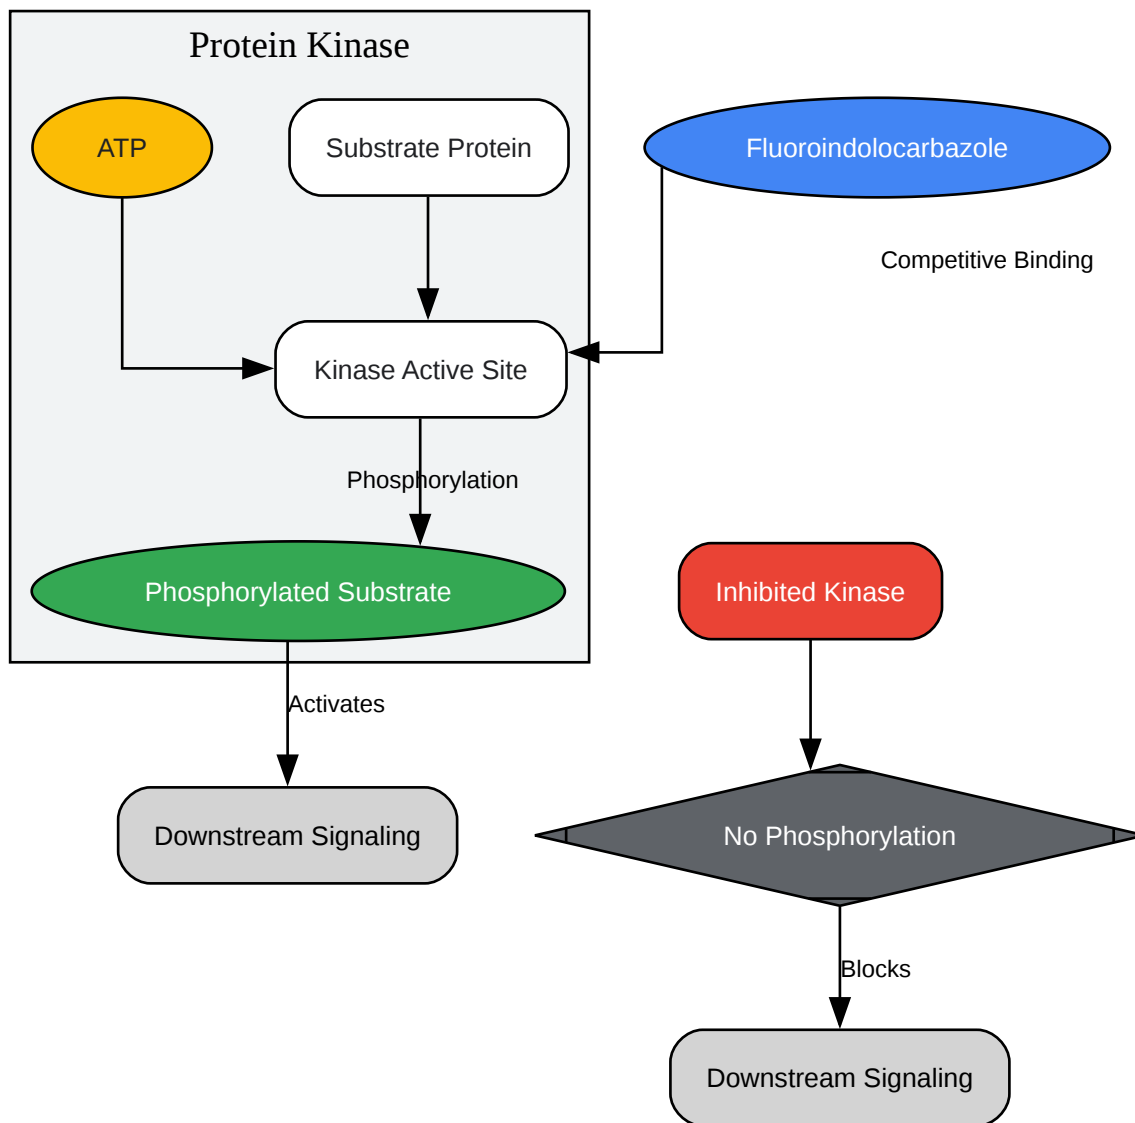 Protein Kinase
ATP
Substrate Protein
Fluoroindolocarbazole
Competitive Binding
Kinase Active Site
Phosphorylation
Phosphorylated Substrate
Inhibited Kinase
Activates
Downstream Signaling
No Phosphorylation
Blocks
Downstream Signaling